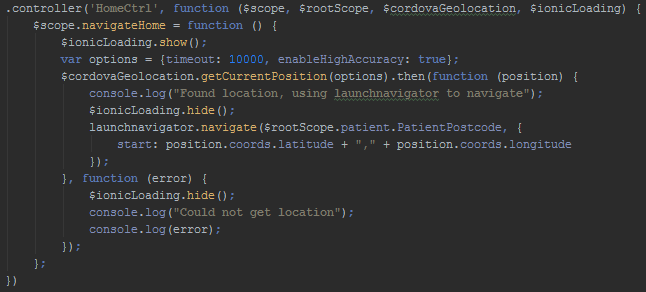 .controller('HomeCtrl', function ($scope, $rootScope, $cordovaGeolocation, $ionicLoading) {
    $scope.navigateHome = function () {
        $ionicLoading.show();
        var options = {timeout: 10000, enableHighAccuracy: true};
        $cordovaGeolocation.getCurrentPosition(options).then(function (position) {
            console.log("Found location, using launchnavigator to navigate");
            $ionicLoading.hide();
            launchnavigator.navigate($rootScope.patient.PatientPostcode, {
                start: position.coords.latitude + "," + position.coords.longitude
            });
        }, function (error) {
            $ionicLoading.hide();
            console.log("Could not get location");
            console.log(error);
        });
    };
})